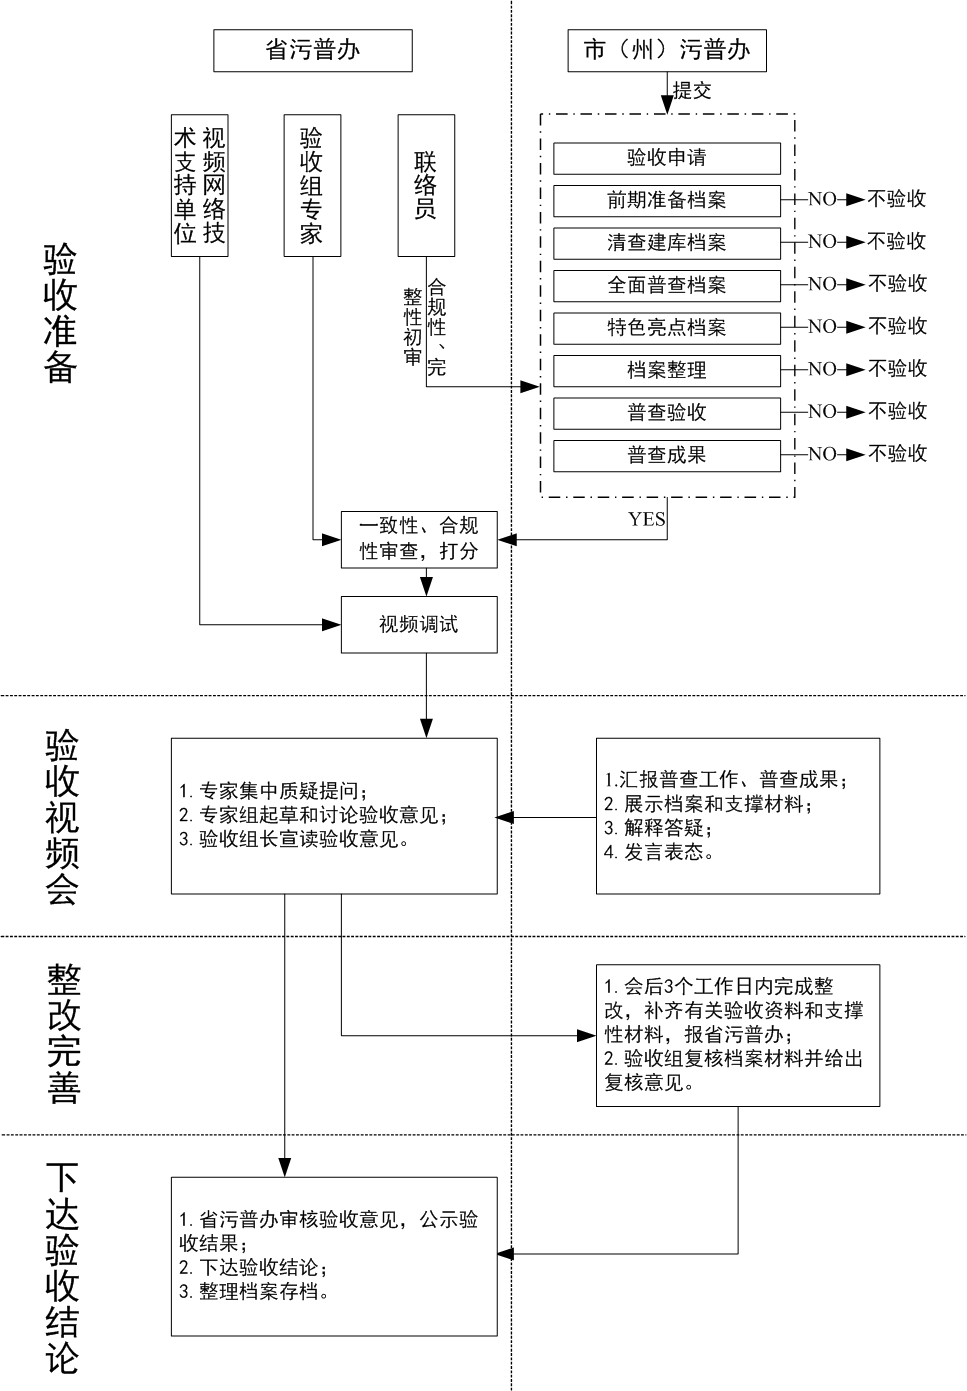 省污普办
市（州）污普办
提交
视频网络技
术支持单位
验收组专家
联络员
验收申请
前期准备档案
NO
不验收
清查建库档案
NO
不验收
全面普查档案
NO
不验收
特色亮点档案
NO
不验收
档案整理
NO
不验收
普查验收
NO
不验收
普查成果
NO
不验收
合规性、完
整性初审
验收准备
YES
一致性、合规
性审查，打分
视频调试
验收视频会
1. 专家集中质疑提问；
2. 专家组起草和讨论验收意见；
3. 验收组长宣读验收意见。
1.汇报普查工作、普查成果；
2. 展示档案和支撑材料；
3. 解释答疑；
4. 发言表态。
整改完善
1. 会后3个工作日内完成整
改，补齐有关验收资料和支撑
性材料，报省污普办；
2. 验收组复核档案材料并给出
复核意见。
下达验收结论
1. 省污普办审核验收意见，公示验
收结果；
2. 下达验收结论；
3. 整理档案存档。